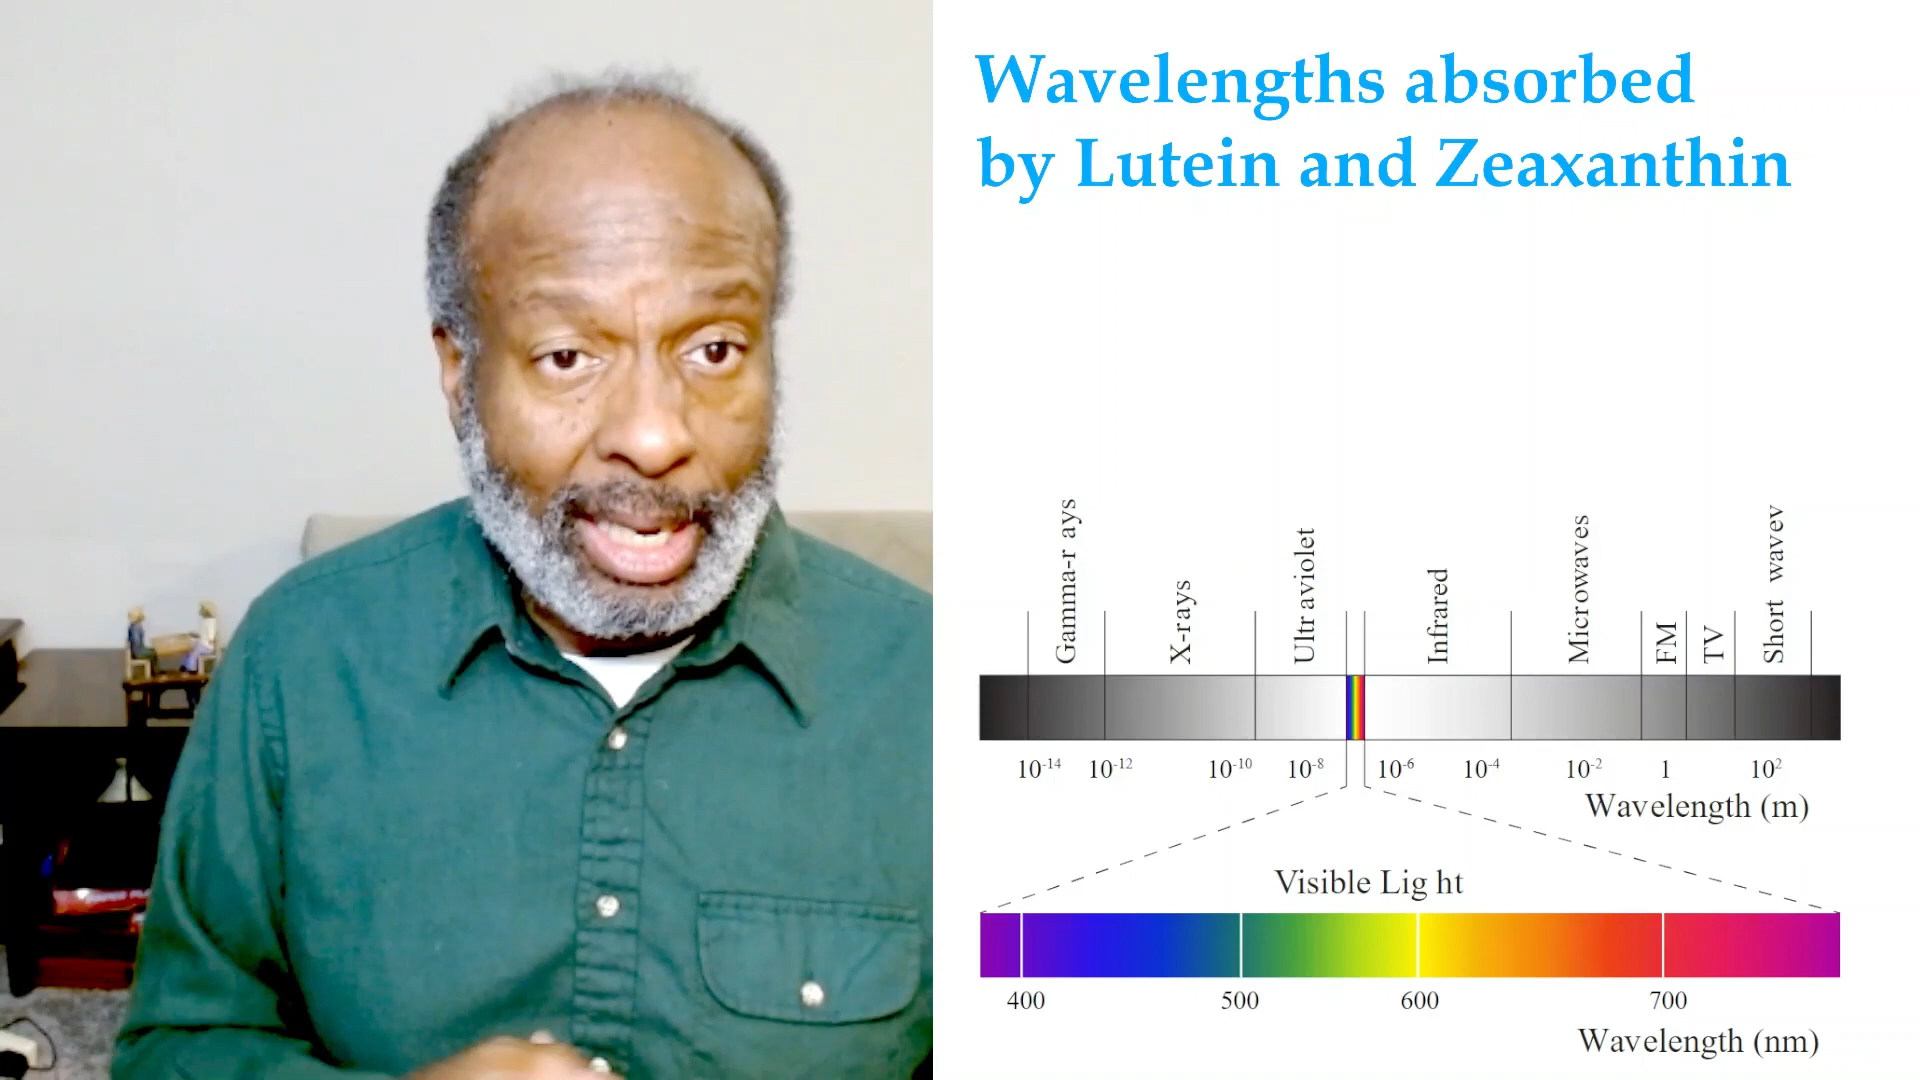 Wavelengths absorbed
by Lutein and Zeaxanthin
Gamma-r ays
X-rays
Ultr aviolet
Infrared
Microwaves
FM
TV
Short wavev
10-14 10-12 10-10 10-8 10-6 10-4 10-2 1 102
Wavelength (m)
Visible Lig ht
400 500 600 700
Wavelength (nm)